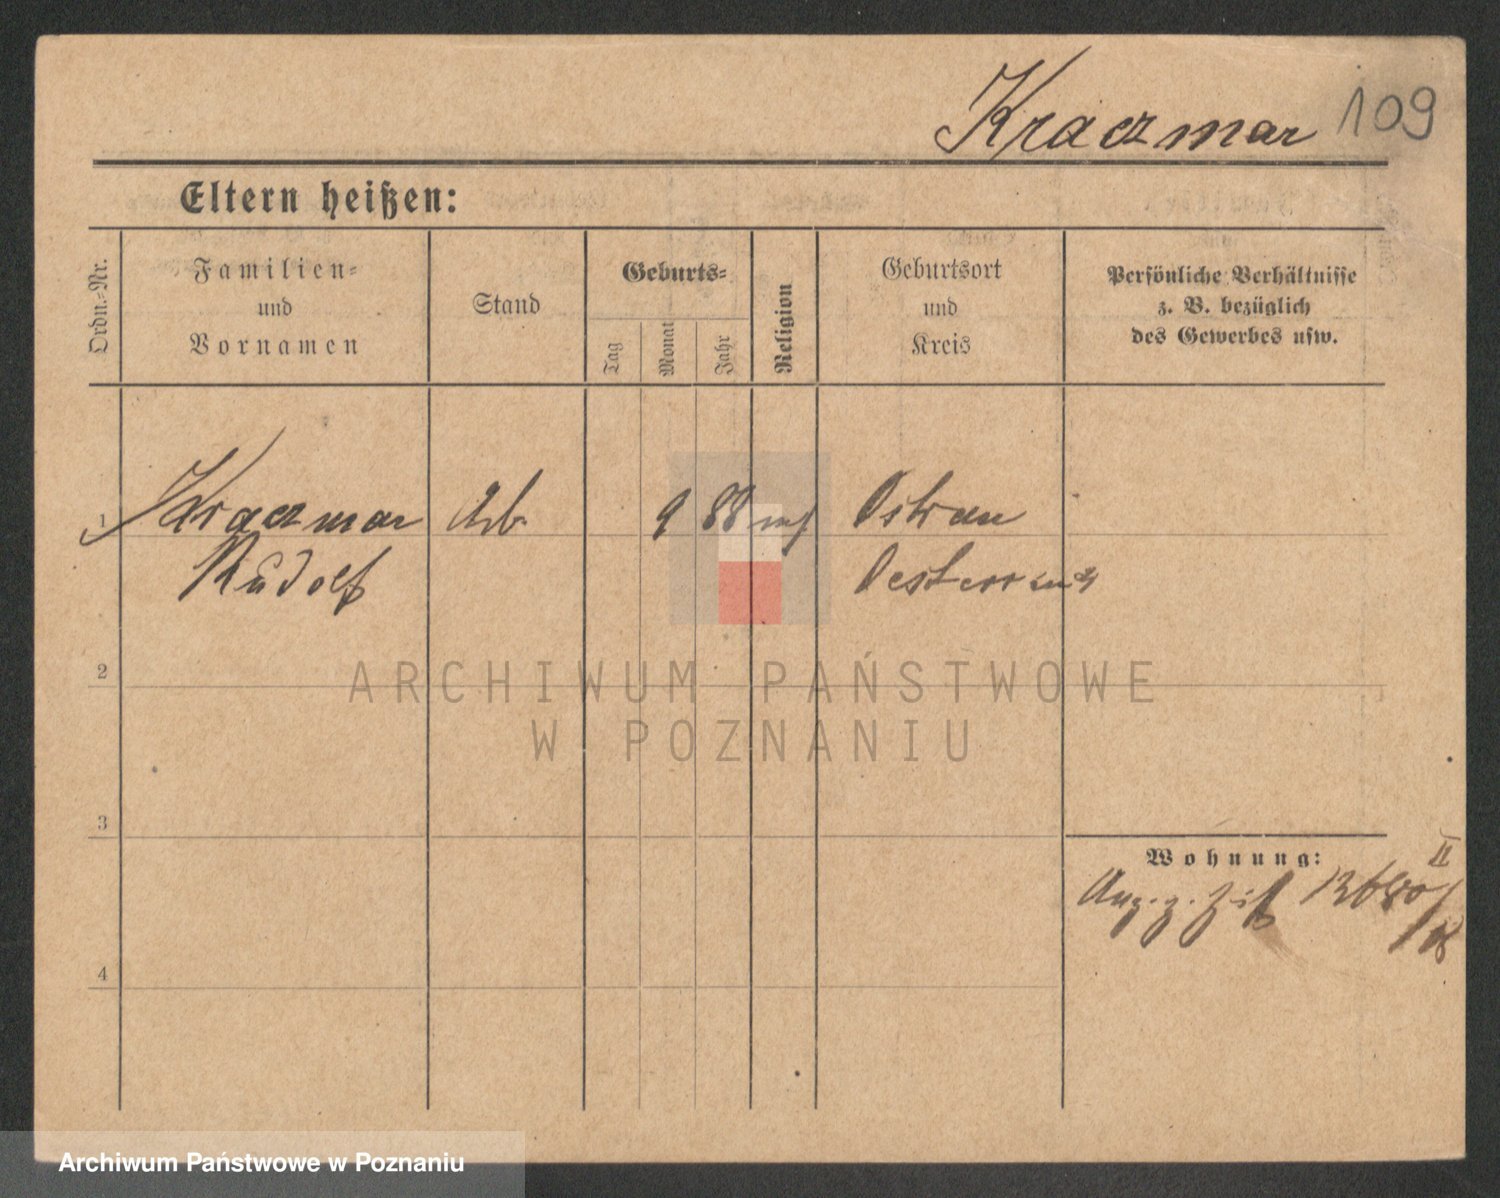 Kraczmar 109
Eltern heißen:
Ordn.-Nr.
Familien-
und
Vornamen
Stand
Geburts-
Tag
Monat
Jahr
Religion
Geburtsort
und
Kreis
Persönliche Verhältnisse
z. B. bezüglich
des Gewerbes usw.
1 Kraczmar Arb. 9 88 Ostrau
Rudolf
2
3
Wohnung:
II
4
ARCHIWUM PAŃSTWOWE
W POZNANIU
Archiwum Państwowe w Poznaniu